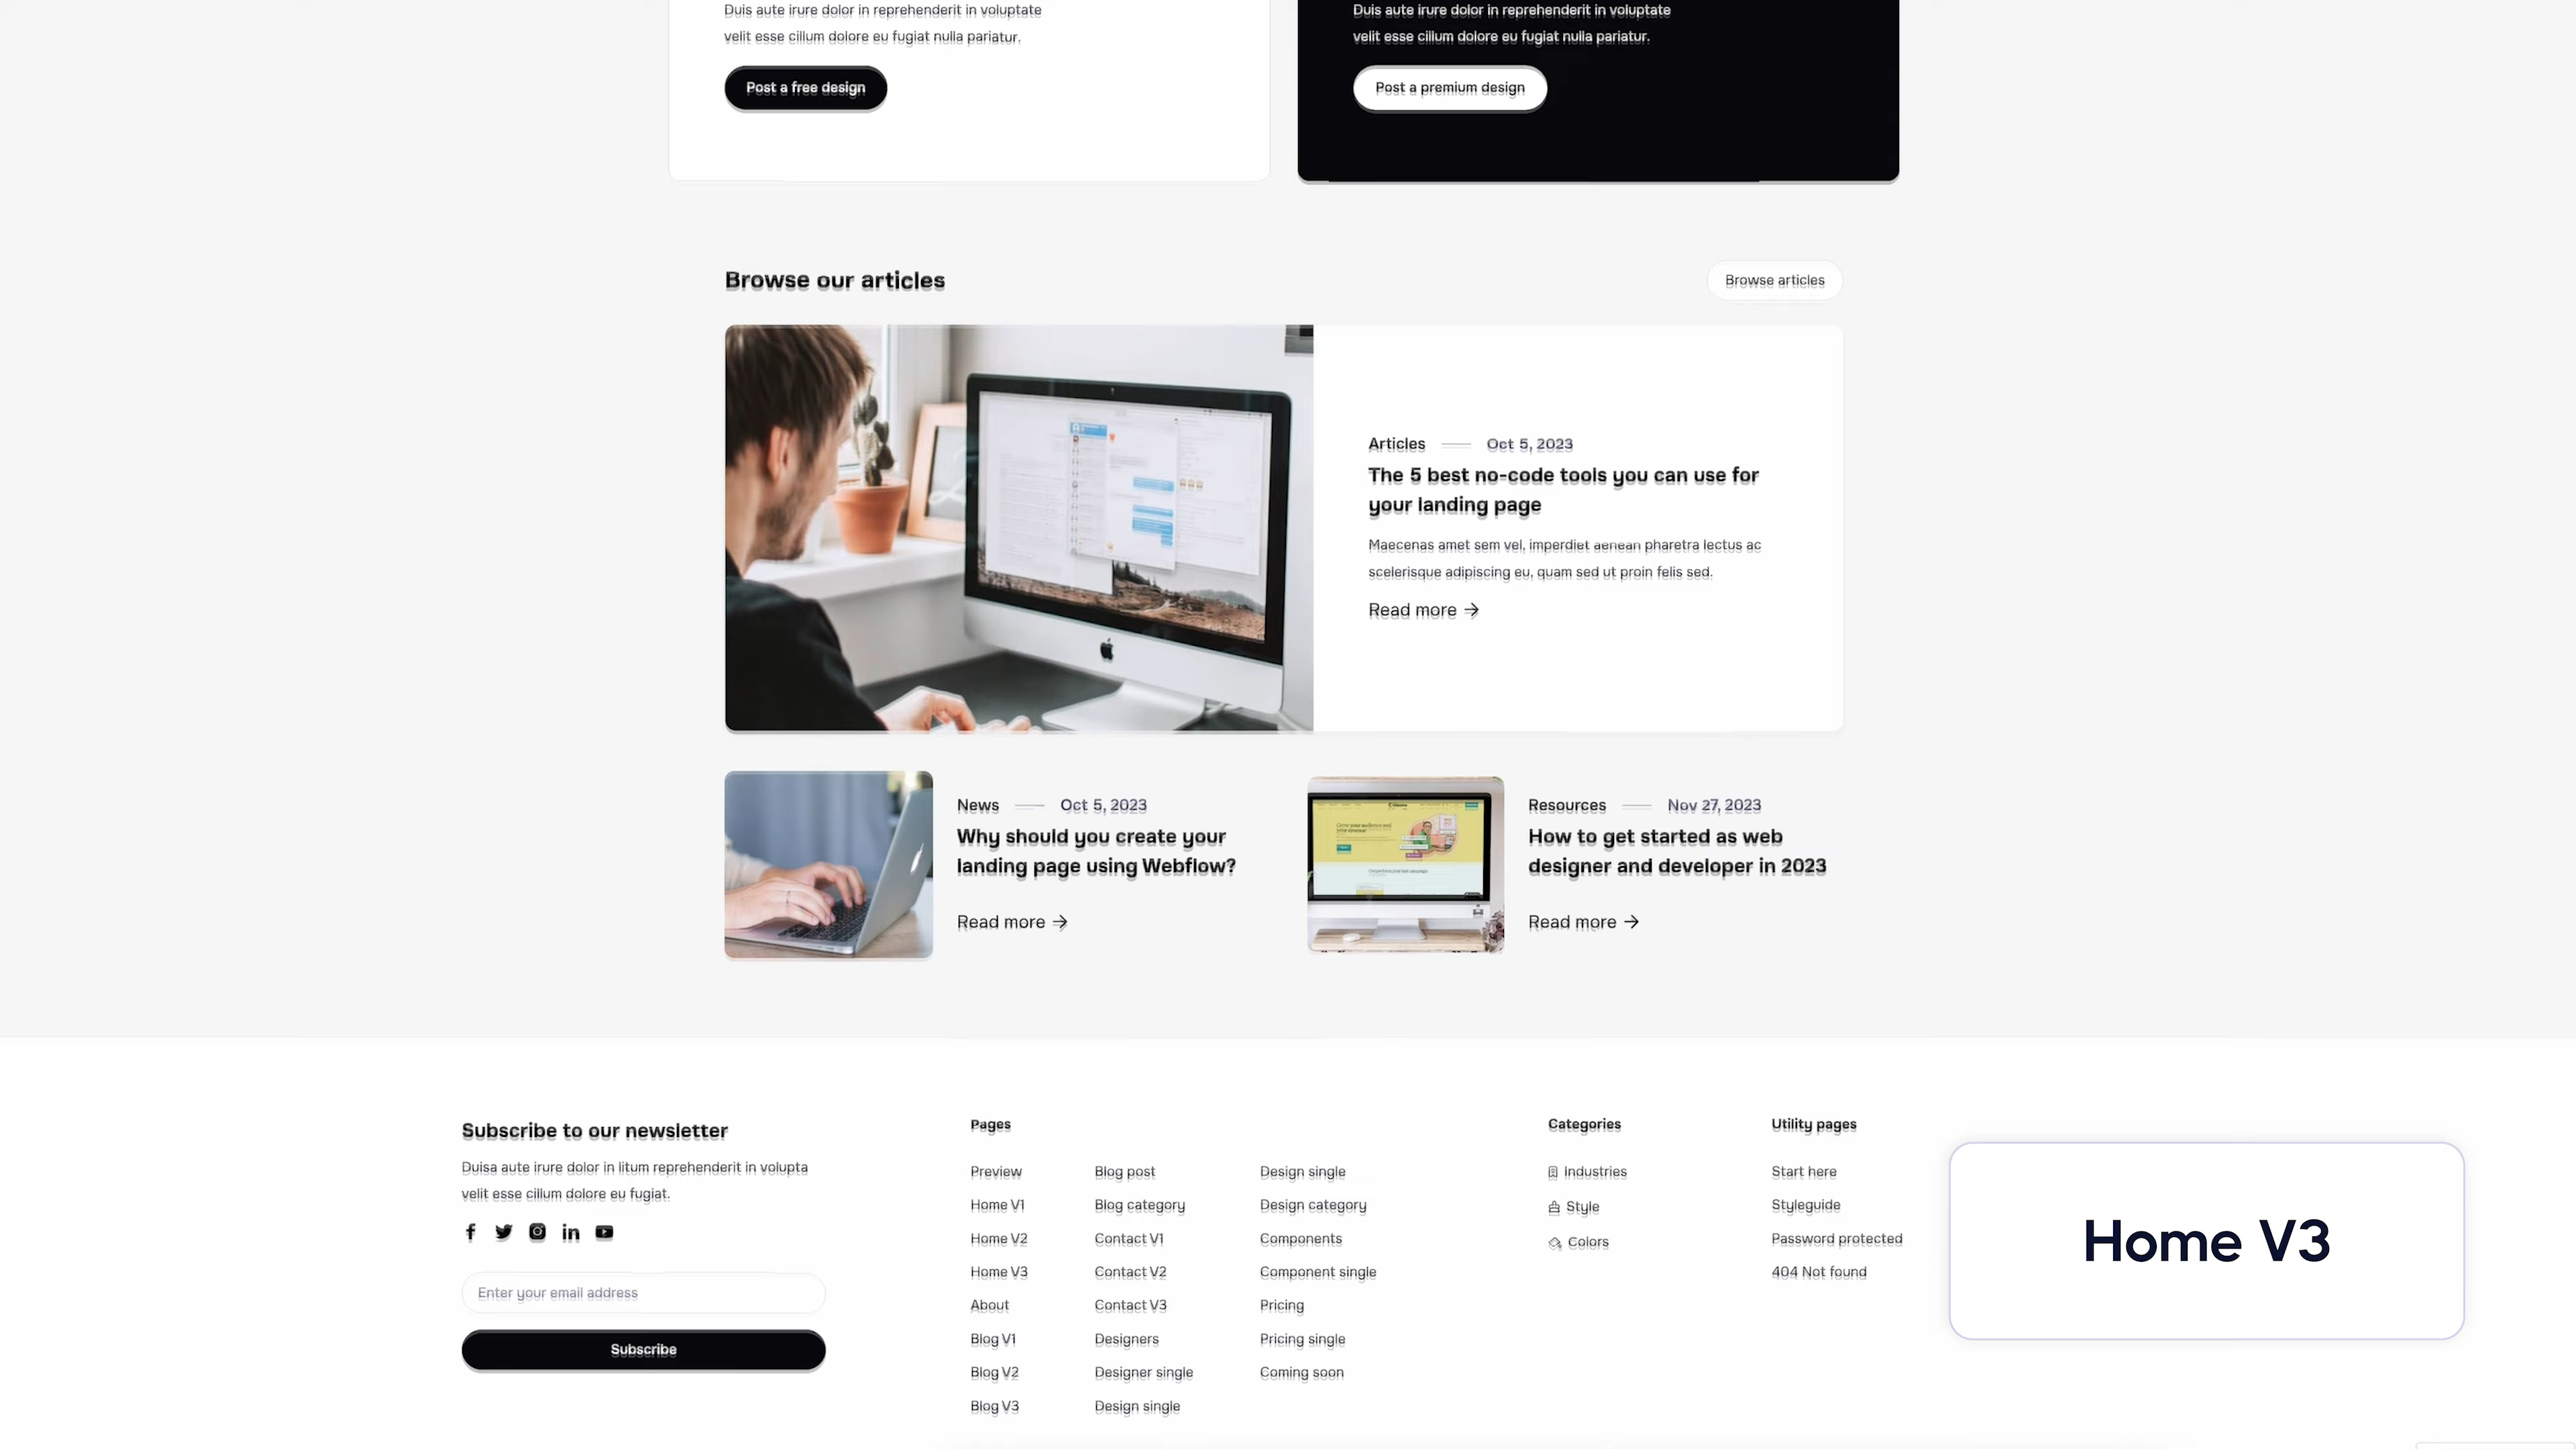 Duis aute irure dolor in reprehenderit in voluptate
velit esse cillum dolore eu fugiat nulla pariatur.
Post a free design
Duis aute irure dolor in reprehenderit in voluptate
velit esse cillum dolore eu fugiat nulla pariatur.
Post a premium design
Browse our articles
Browse articles
Articles
Oct 5, 2023
The 5 best no-code tools you can use for
your landing page
Maecenas amet sem vel, imperdiet aenean pharetra lectus ac
scelerisque adipiscing eu, quam sed ut proin felis sed.
Read more
News
Oct 5, 2023
Why should you create your
landing page using Webflow?
Read more
Resources
Nov 27, 2023
How to get started as web
designer and developer in 2023
Read more
Subscribe to our newsletter
Duisa aute irure dolor in litum reprehenderit in volupta
velit esse cillum dolore eu fugiat.
Enter your email address
Subscribe
Pages
Preview
Home V1
Home V2
Home V3
About
Blog V1
Blog V2
Blog V3
Blog post
Blog category
Contact V1
Contact V2
Contact V3
Designers
Designer single
Design single
Design single
Design category
Components
Component single
Pricing
Pricing single
Coming soon
Categories
Industries
Style
Colors
Utility pages
Start here
Styleguide
Password protected
404 Not found
Home V3